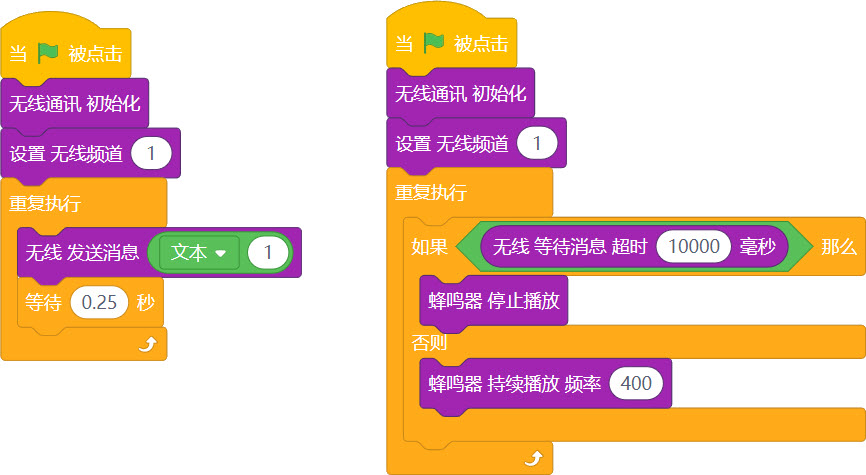 当 被点击
无线通讯 初始化
设置 无线频道 1
重复执行
无线 发送消息 文本 1
等待 0.25 秒
当 被点击
无线通讯 初始化
设置 无线频道 1
重复执行
如果 无线 等待消息 超时 10000 毫秒 那么
蜂鸣器 停止播放
否则
蜂鸣器 持续播放 频率 400